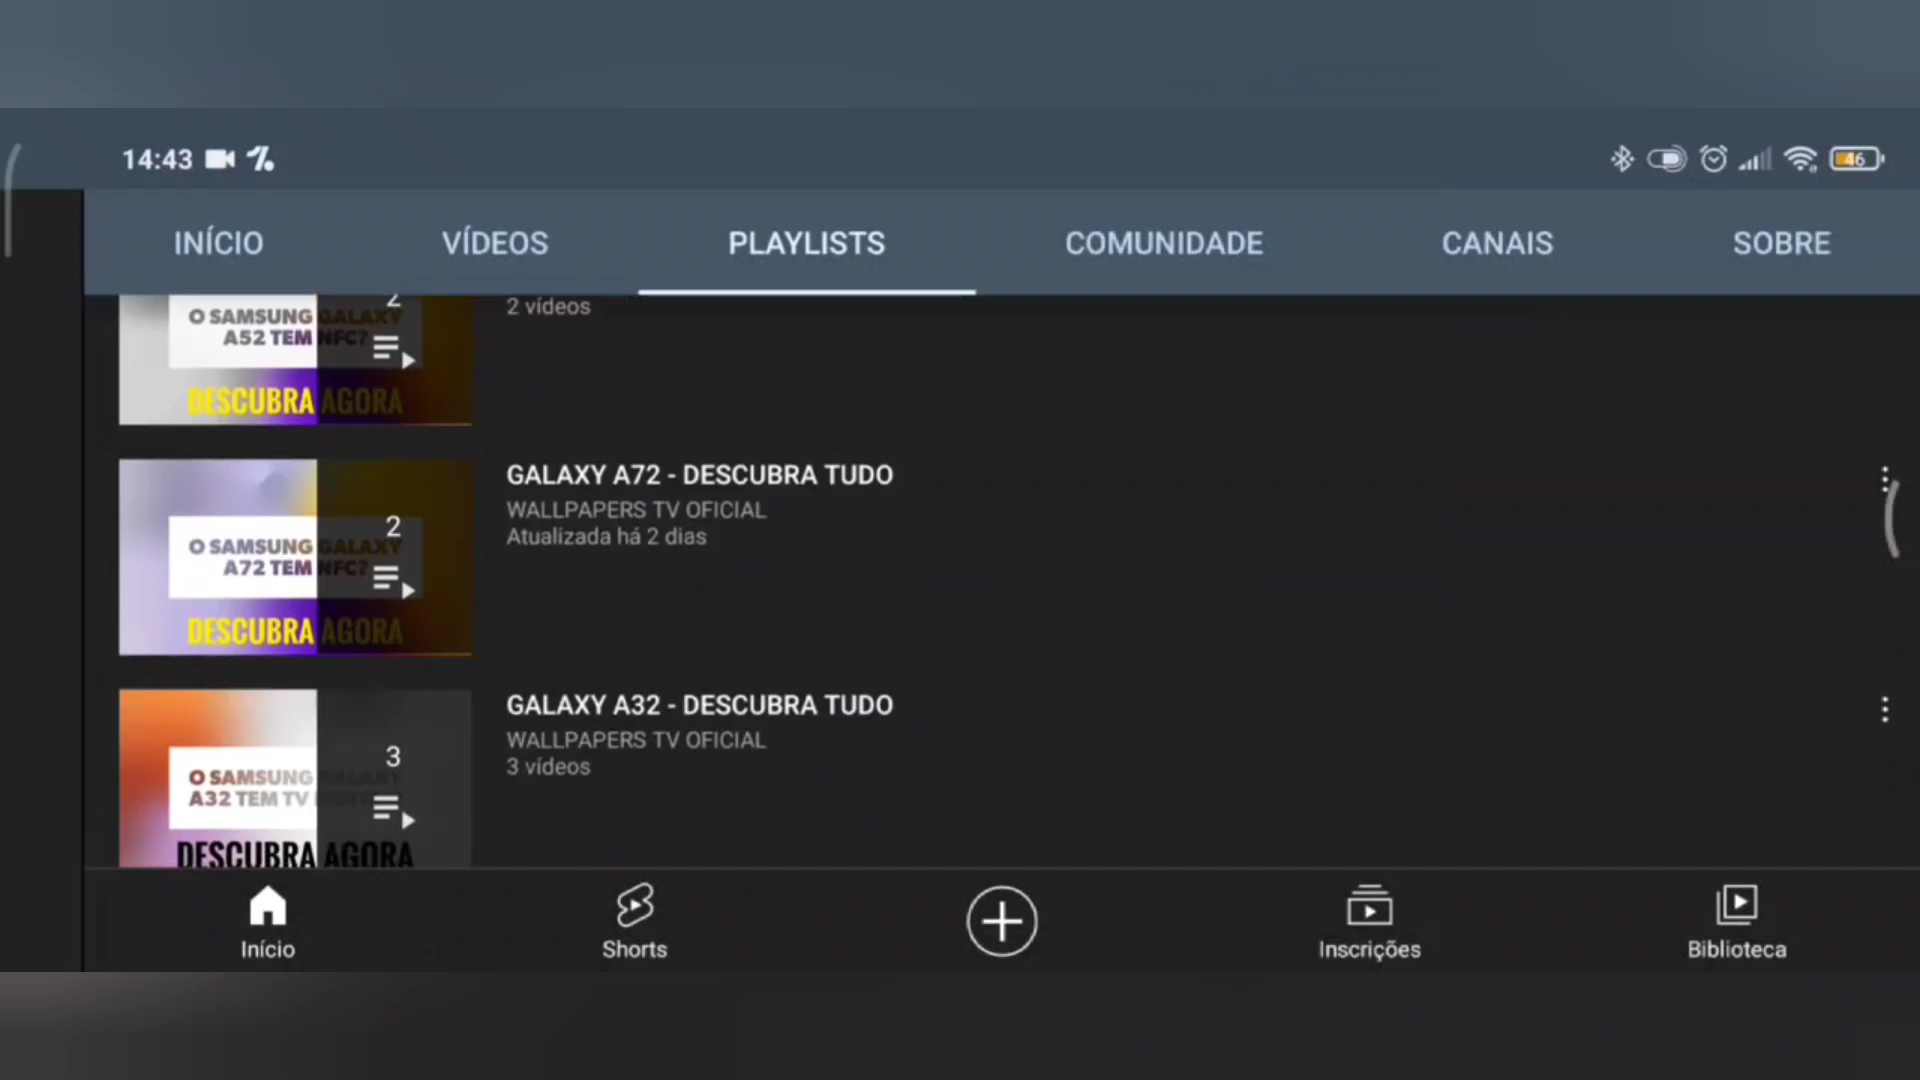 14:43
46
INÍCIO VÍDEOS PLAYLISTS COMUNIDADE CANAIS SOBRE
2
O SAMSUNG GALAXY
A52 TEM NFC?
DESCUBRA AGORA
2 vídeos
2
O SAMSUNG GALAXY
A72 TEM NFC?
DESCUBRA AGORA
GALAXY A72 - DESCUBRA TUDO
WALLPAPERS TV OFICIAL
Atualizada há 2 dias
3
O SAMSUNG
A32 TEM TV
DESCUBRA AGORA
GALAXY A32 - DESCUBRA TUDO
WALLPAPERS TV OFICIAL
3 vídeos
Início
Shorts
Inscrições
Biblioteca